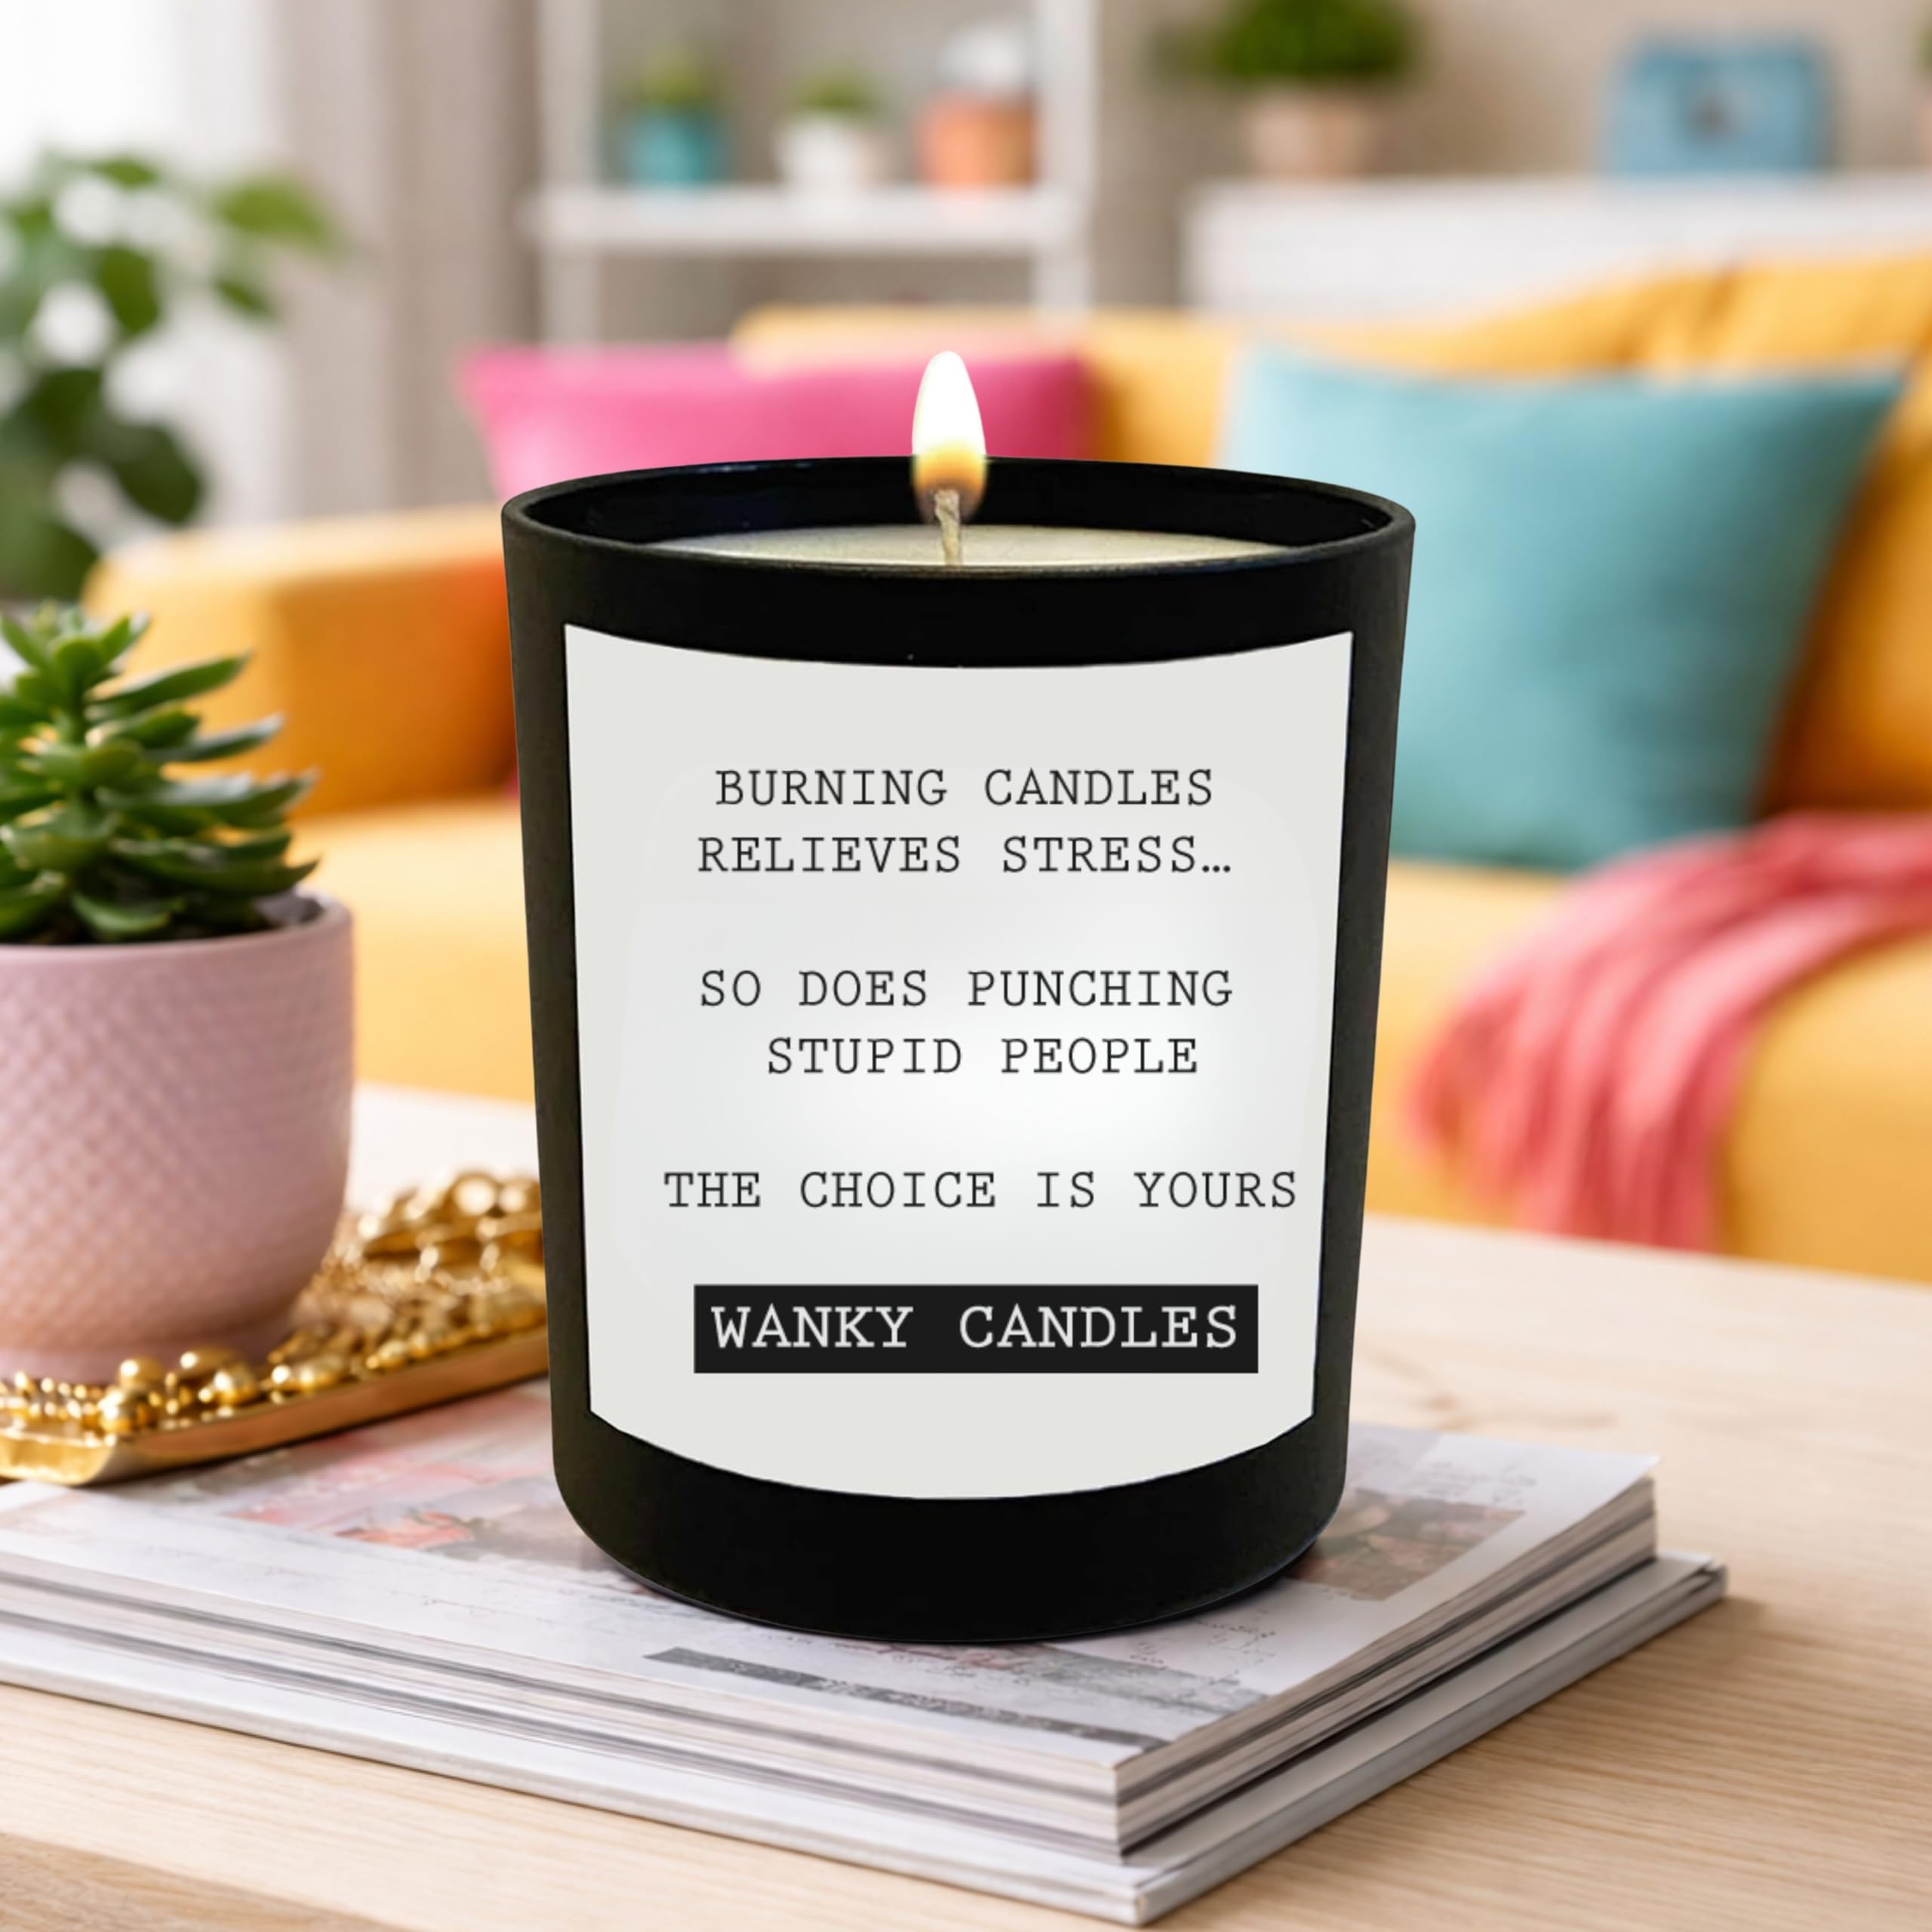 BURNING CANDLES
RELIEVES STRESS…
SO DOES PUNCHING
STUPID PEOPLE
THE CHOICE IS YOURS
WANKY CANDLES